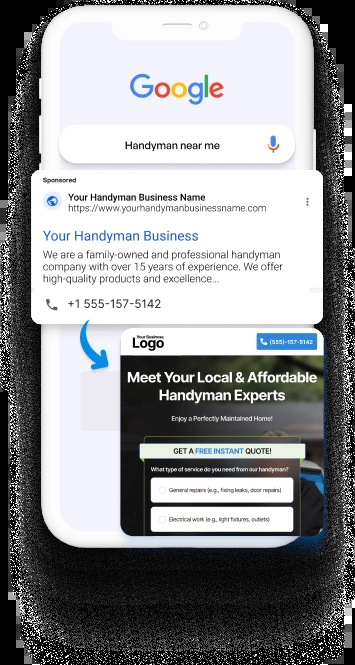 Google
Handyman near me
Sponsored
Your Handyman Business Name
https://www.yourhandymanbusinessname.com
Your Handyman Business
We are a family-owned and professional handyman
company with over 15 years of experience. We offer
high-quality products and excellence...
+1 555-157-5142
Your Business
Logo
(555)-157-5142
Meet Your Local & Affordable
Handyman Experts
Enjoy a Perfectly Maintained Home!
GET A FREE INSTANT QUOTE!
What type of service do you need from our handyman?
General repairs (e.g., fixing leaks, door repairs)
Electrical work (e.g., light fixtures, outlets)